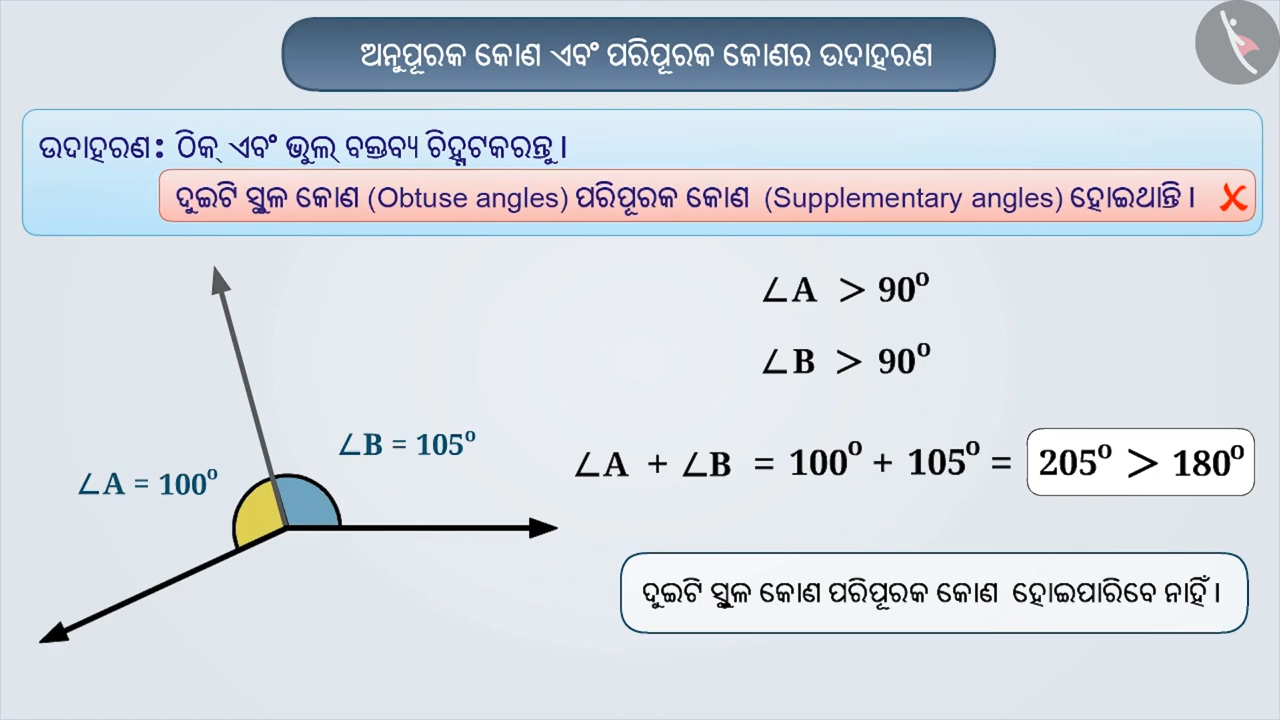 ଅନୁପୂରକ କୋଣ ଏବଂ ପରିପୂରକ କୋଣର ଉଦାହରଣ
ଉଦାହରଣ: ଠିକ୍ ଏବଂ ଭୁଲ୍ ବକ୍ତବ୍ୟ ଚିହ୍ନଟକରନ୍ତୁ ।
ଦୁଇଟି ସ୍ଥୁଳ କୋଣ (Obtuse angles) ପରିପୂରକ କୋଣ (Supplementary angles) ହୋଇଥାନ୍ତି । ✗
∠A > 90°
∠B > 90°
∠B = 105°
∠A = 100°
∠A + ∠B = 100° + 105° = 205° > 180°
ଦୁଇଟି ସ୍ଥୁଳ କୋଣ ପରିପୂରକ କୋଣ ହୋଇପାରିବେ ନାହିଁ ।